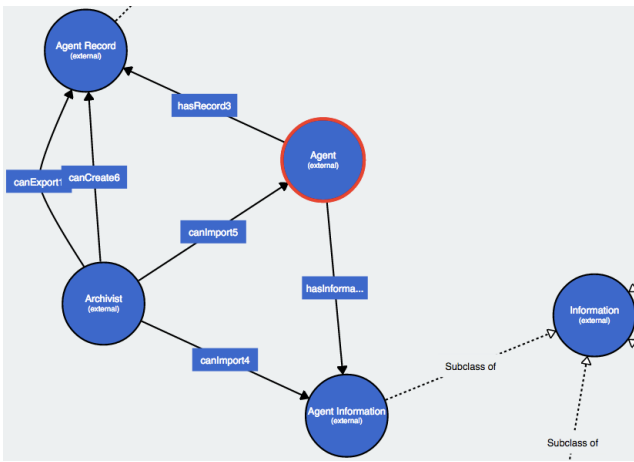 Agent Record
(external)
hasRecord3
Agent
(external)
canExport1
canCreate6
canImport5
Archivist
(external)
hasInforma...
Information
(external)
canImport4
Subclass of
Agent Information
(external)
Subclass of